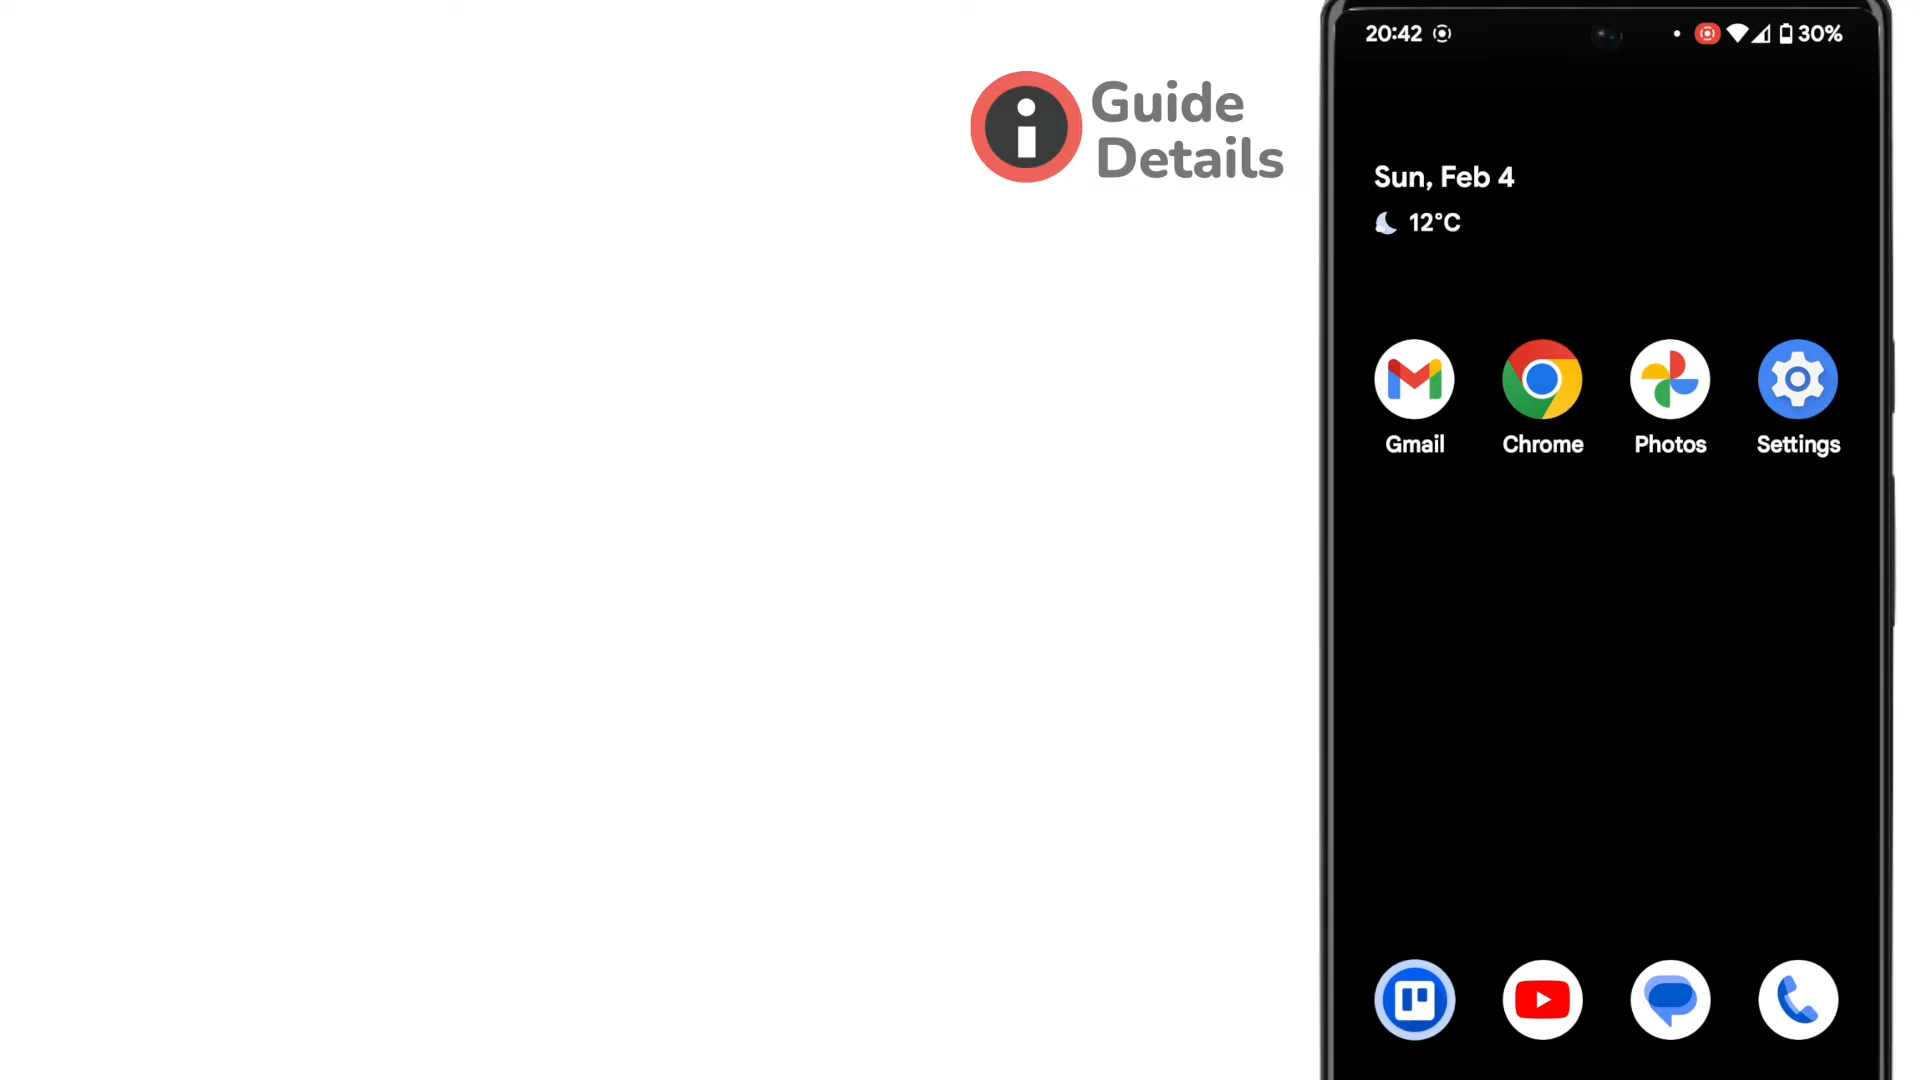 Guide
Details
20:42
30%
Sun, Feb 4
12°C
Gmail Chrome Photos Settings